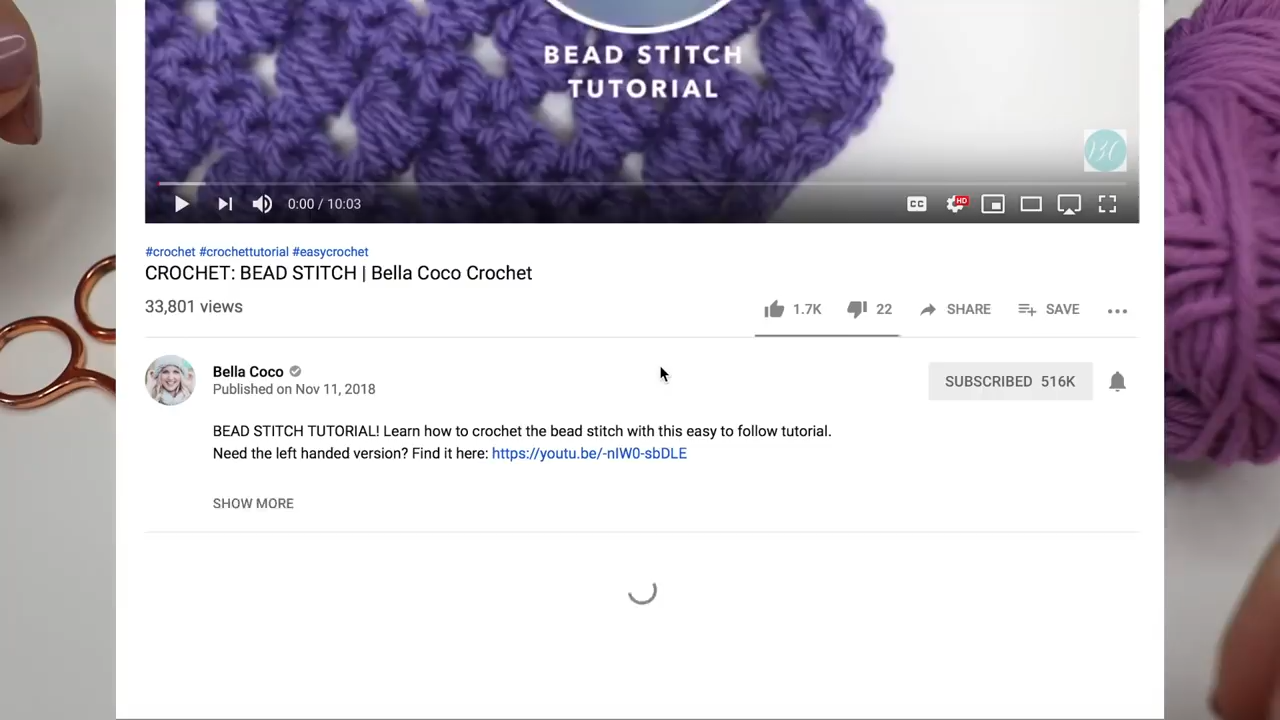 BEAD STITCH
TUTORIAL
BC
0:00 / 10:03
CC
HD
#crochet #crochettutorial #easycrochet
CROCHET: BEAD STITCH | Bella Coco Crochet
33,801 views
1.7K 22 SHARE SAVE
Bella Coco
Published on Nov 11, 2018
SUBSCRIBED 516K
BEAD STITCH TUTORIAL! Learn how to crochet the bead stitch with this easy to follow tutorial.
Need the left handed version? Find it here: https://youtu.be/-nIW0-sbDLE
SHOW MORE